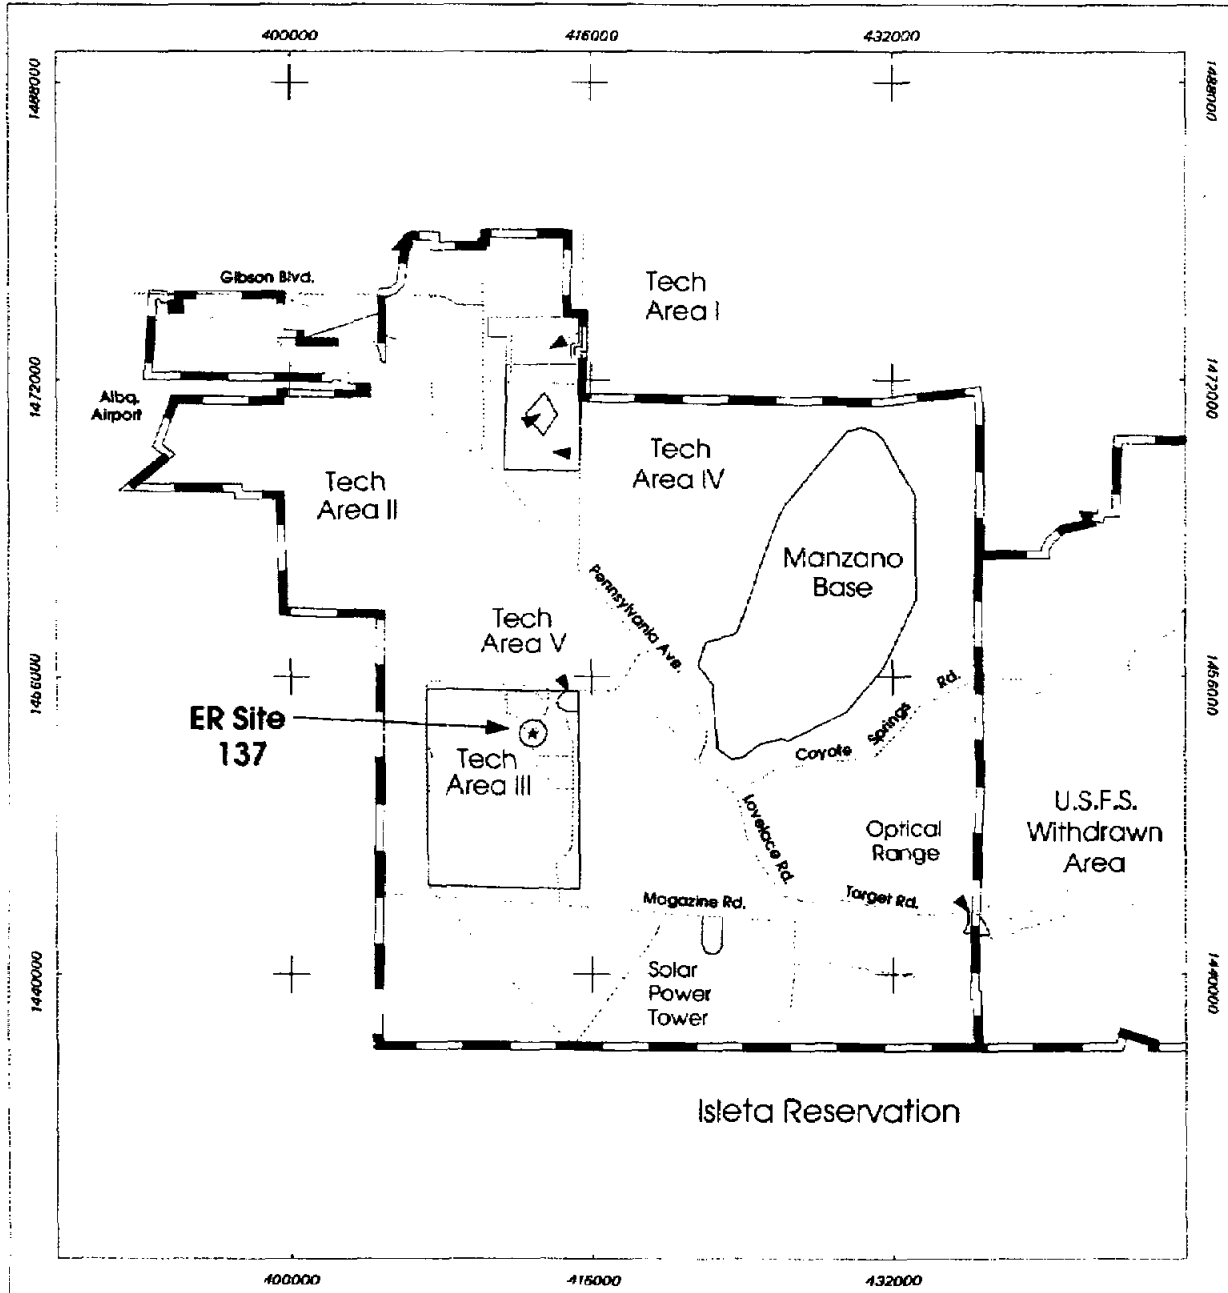 400000
416000
432000
1488000
1488000
Gibson Blvd.
Tech
Area I
1472000
1472000
Albq.
Airport
Tech
Area II
Tech
Area IV
Manzano
Base
Pennsylvania Ave.
Tech
Area V
1456000
1456000
ER Site
137
Coyote Springs Rd.
Tech
Area III
U.S.F.S.
Withdrawn
Area
Optical
Range
Lovelace Rd.
Magazine Rd.
Target Rd.
1440000
1440000
Solar
Power
Tower
Isleta Reservation
400000
416000
432000